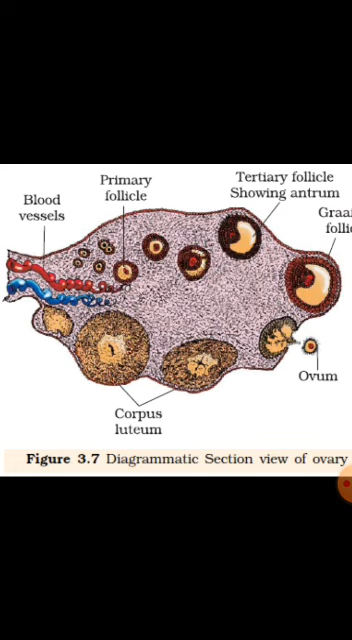 Primary
follicle
Tertiary follicle
Showing antrum
Blood
vessels
Ovum
Corpus
luteum
Figure 3.7 Diagrammatic Section view of ovary